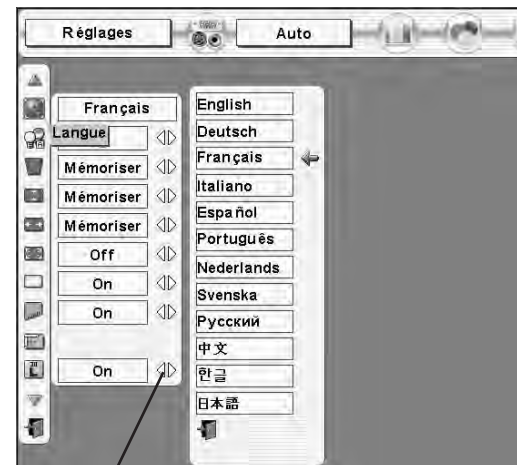 Réglages
Auto
Français
Langue
Mémoriser
Mémoriser
Mémoriser
Off
On
On
On
English
Deutsch
Français
Italiano
Español
Português
Nederlands
Svenska
Русский
中文
한글
日本語